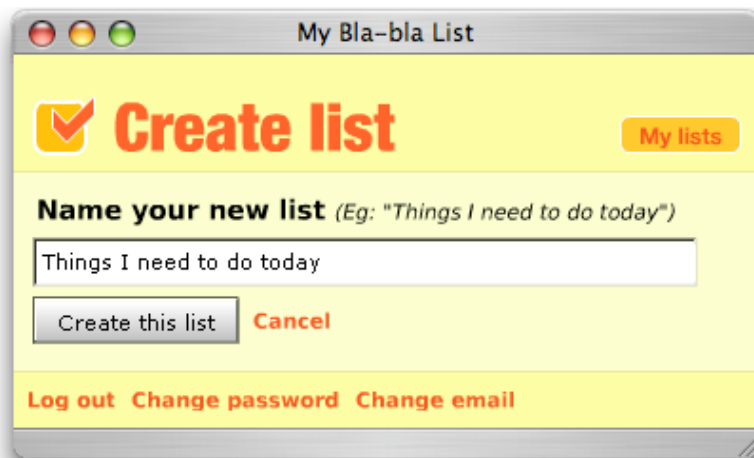 My Bla-bla List
Create list
My lists
Name your new list (Eg: "Things I need to do today")
Things I need to do today
Create this list Cancel
Log out Change password Change email